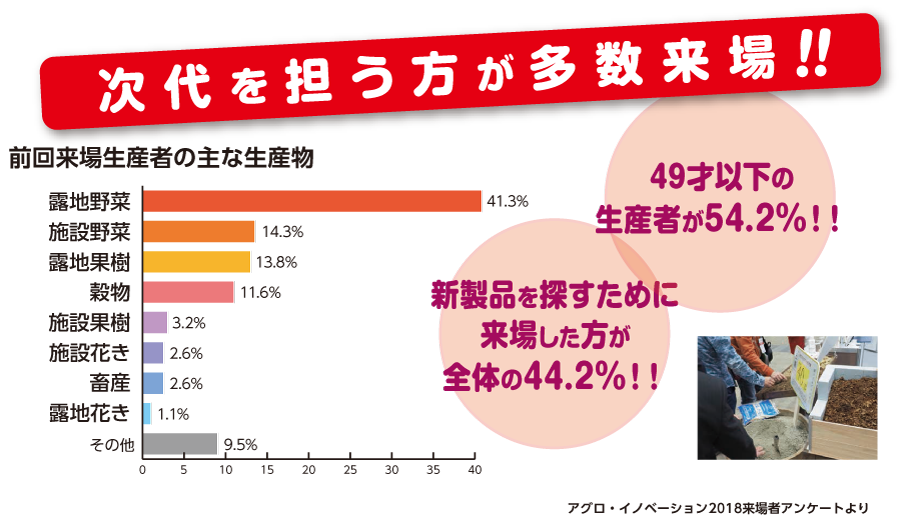 次代を担う方が多数来場!!
前回来場生産者の主な生産物
露地野菜 41.3%
施設野菜 14.3%
露地果樹 13.8%
穀物 11.6%
施設果樹 3.2%
施設花き 2.6%
畜産 2.6%
露地花き 1.1%
その他 9.5%
0 5 10 15 20 25 30 35 40
49才以下の
生産者が54.2%!!
新製品を探すために
来場した方が
全体の44.2%!!
アグロ・イノベーション2018来場者アンケートより